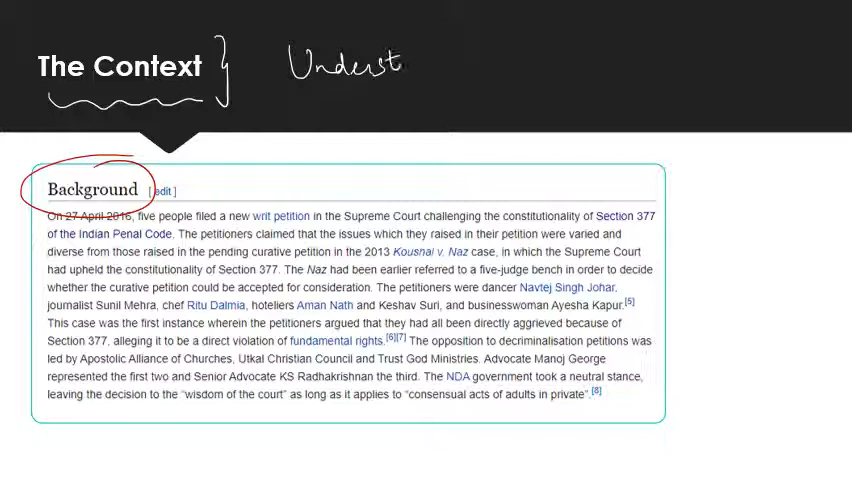 The Context
Underst
Background [ edit ]
On 27 April 2016, five people filed a new writ petition in the Supreme Court challenging the constitutionality of Section 377
of the Indian Penal Code. The petitioners claimed that the issues which they raised in their petition were varied and
diverse from those raised in the pending curative petition in the 2013 Koushal v. Naz case, in which the Supreme Court
had upheld the constitutionality of Section 377. The Naz had been earlier referred to a five-judge bench in order to decide
whether the curative petition could be accepted for consideration. The petitioners were dancer Navtej Singh Johar,
journalist Sunil Mehra, chef Ritu Dalmia, hoteliers Aman Nath and Keshav Suri, and businesswoman Ayesha Kapur.[5]
This case was the first instance wherein the petitioners argued that they had all been directly aggrieved because of
Section 377, alleging it to be a direct violation of fundamental rights.[6][7] The opposition to decriminalisation petitions was
led by Apostolic Alliance of Churches, Utkal Christian Council and Trust God Ministries. Advocate Manoj George
represented the first two and Senior Advocate KS Radhakrishnan the third. The NDA government took a neutral stance,
leaving the decision to the "wisdom of the court" as long as it applies to "consensual acts of adults in private".[8]